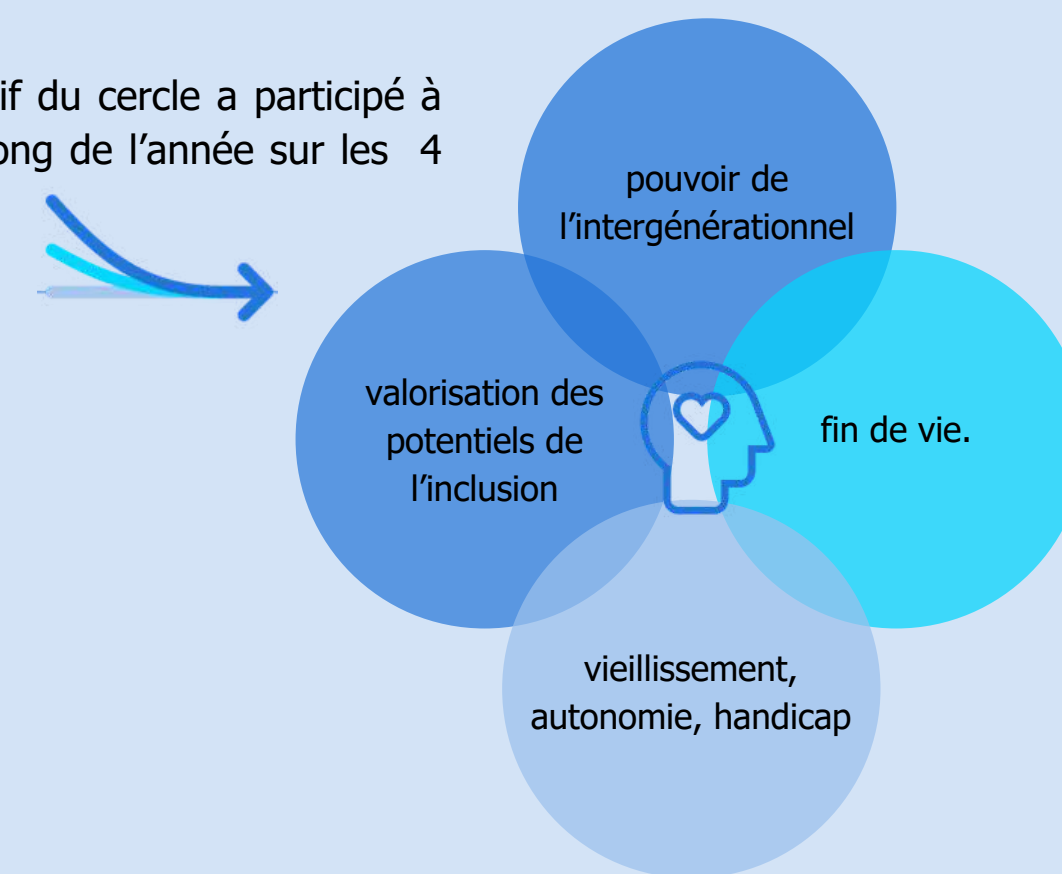 if du cercle a participé à
ong de l’année sur les 4
pouvoir de
l’intergénérationnel
valorisation des
potentiels de
l’inclusion
fin de vie.
vieillissement,
autonomie, handicap